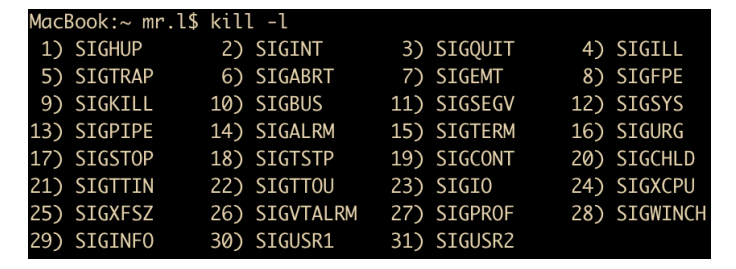 MacBook:~ mr.l$ kill -l
1) SIGHUP 2) SIGINT 3) SIGQUIT 4) SIGILL
5) SIGTRAP 6) SIGABRT 7) SIGEMT 8) SIGFPE
9) SIGKILL 10) SIGBUS 11) SIGSEGV 12) SIGSYS
13) SIGPIPE 14) SIGALRM 15) SIGTERM 16) SIGURG
17) SIGSTOP 18) SIGTSTP 19) SIGCONT 20) SIGCHLD
21) SIGTTIN 22) SIGTTOU 23) SIGIO 24) SIGXCPU
25) SIGXFSZ 26) SIGVTALRM 27) SIGPROF 28) SIGWINCH
29) SIGINFO 30) SIGUSR1 31) SIGUSR2